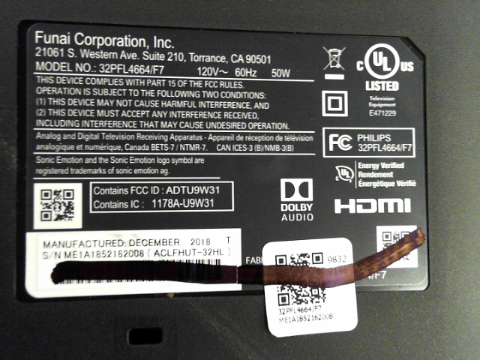 Funai Corporation, Inc.
21061 S. Western Ave. Suite 210, Torrance, CA 90501
MODEL NO.: 32PFL4664/F7 120V~ 60Hz 50W
THIS DEVICE COMPLIES WITH PART 15 OF THE FCC RULES.
OPERATION IS SUBJECT TO THE FOLLOWING TWO CONDITIONS:
(1) THIS DEVICE MAY NOT CAUSE HARMFUL INTERFERENCE, AND
(2) THIS DEVICE MUST ACCEPT ANY INTERFERENCE RECEIVED,
INCLUDING INTERFERENCE THAT MAY CAUSE UNDESIRED OPERATION.
Analog and Digital Television Receiving Apparatus - Appareil de réception de télévision
analogique et numérique, Canada BETS-7 / NTMR-7. CAN ICES-3 (B)/NMB-3(B)
Sonic Emotion and the Sonic Emotion logo symbol are
registered trademarks of sonic emotion ag.
Contains FCC ID : ADTU9W31
Contains IC : 1178A-U9W31
C UL US
LISTED
Television
Equipment
E471229
FC PHILIPS
32PFL4664/F7
Energy Verified
Rendement
Énergétique Vérifié
DOLBY
AUDIO
HDMI
MANUFACTURED: DECEMBER 2018 T
S/N ME1A1852162008 ( ACLFHUT-32HL )
FABR
9832
/F7
32PFL4664/F7
ME1A1852162008